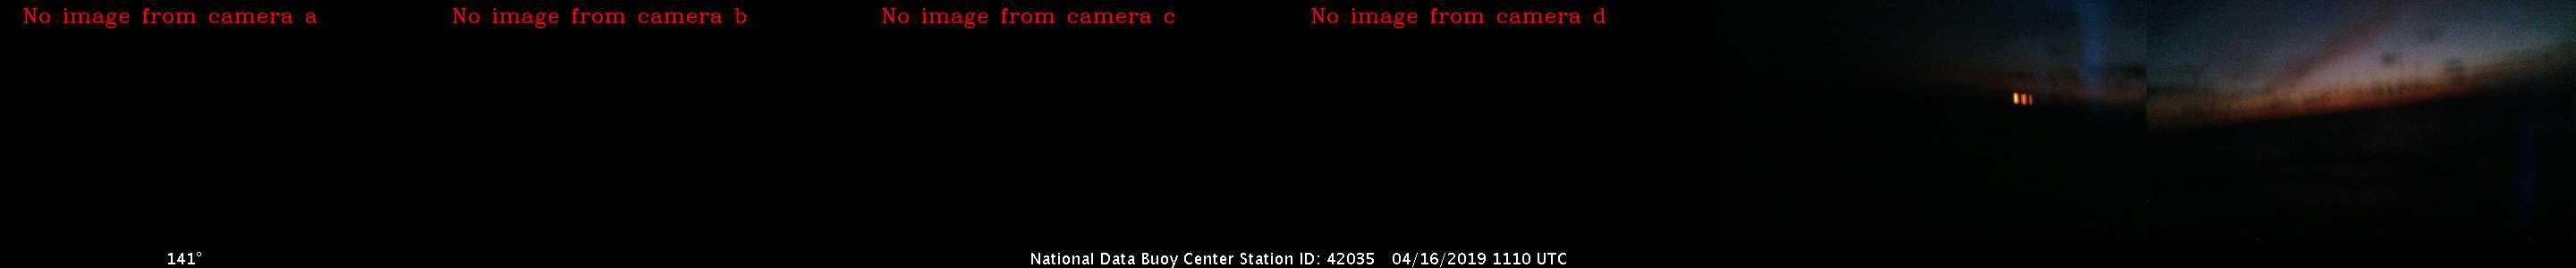 No image from camera a
No image from camera b
No image from camera c
No image from camera d
141°
National Data Buoy Center Station ID: 42035 04/16/2019 1110 UTC